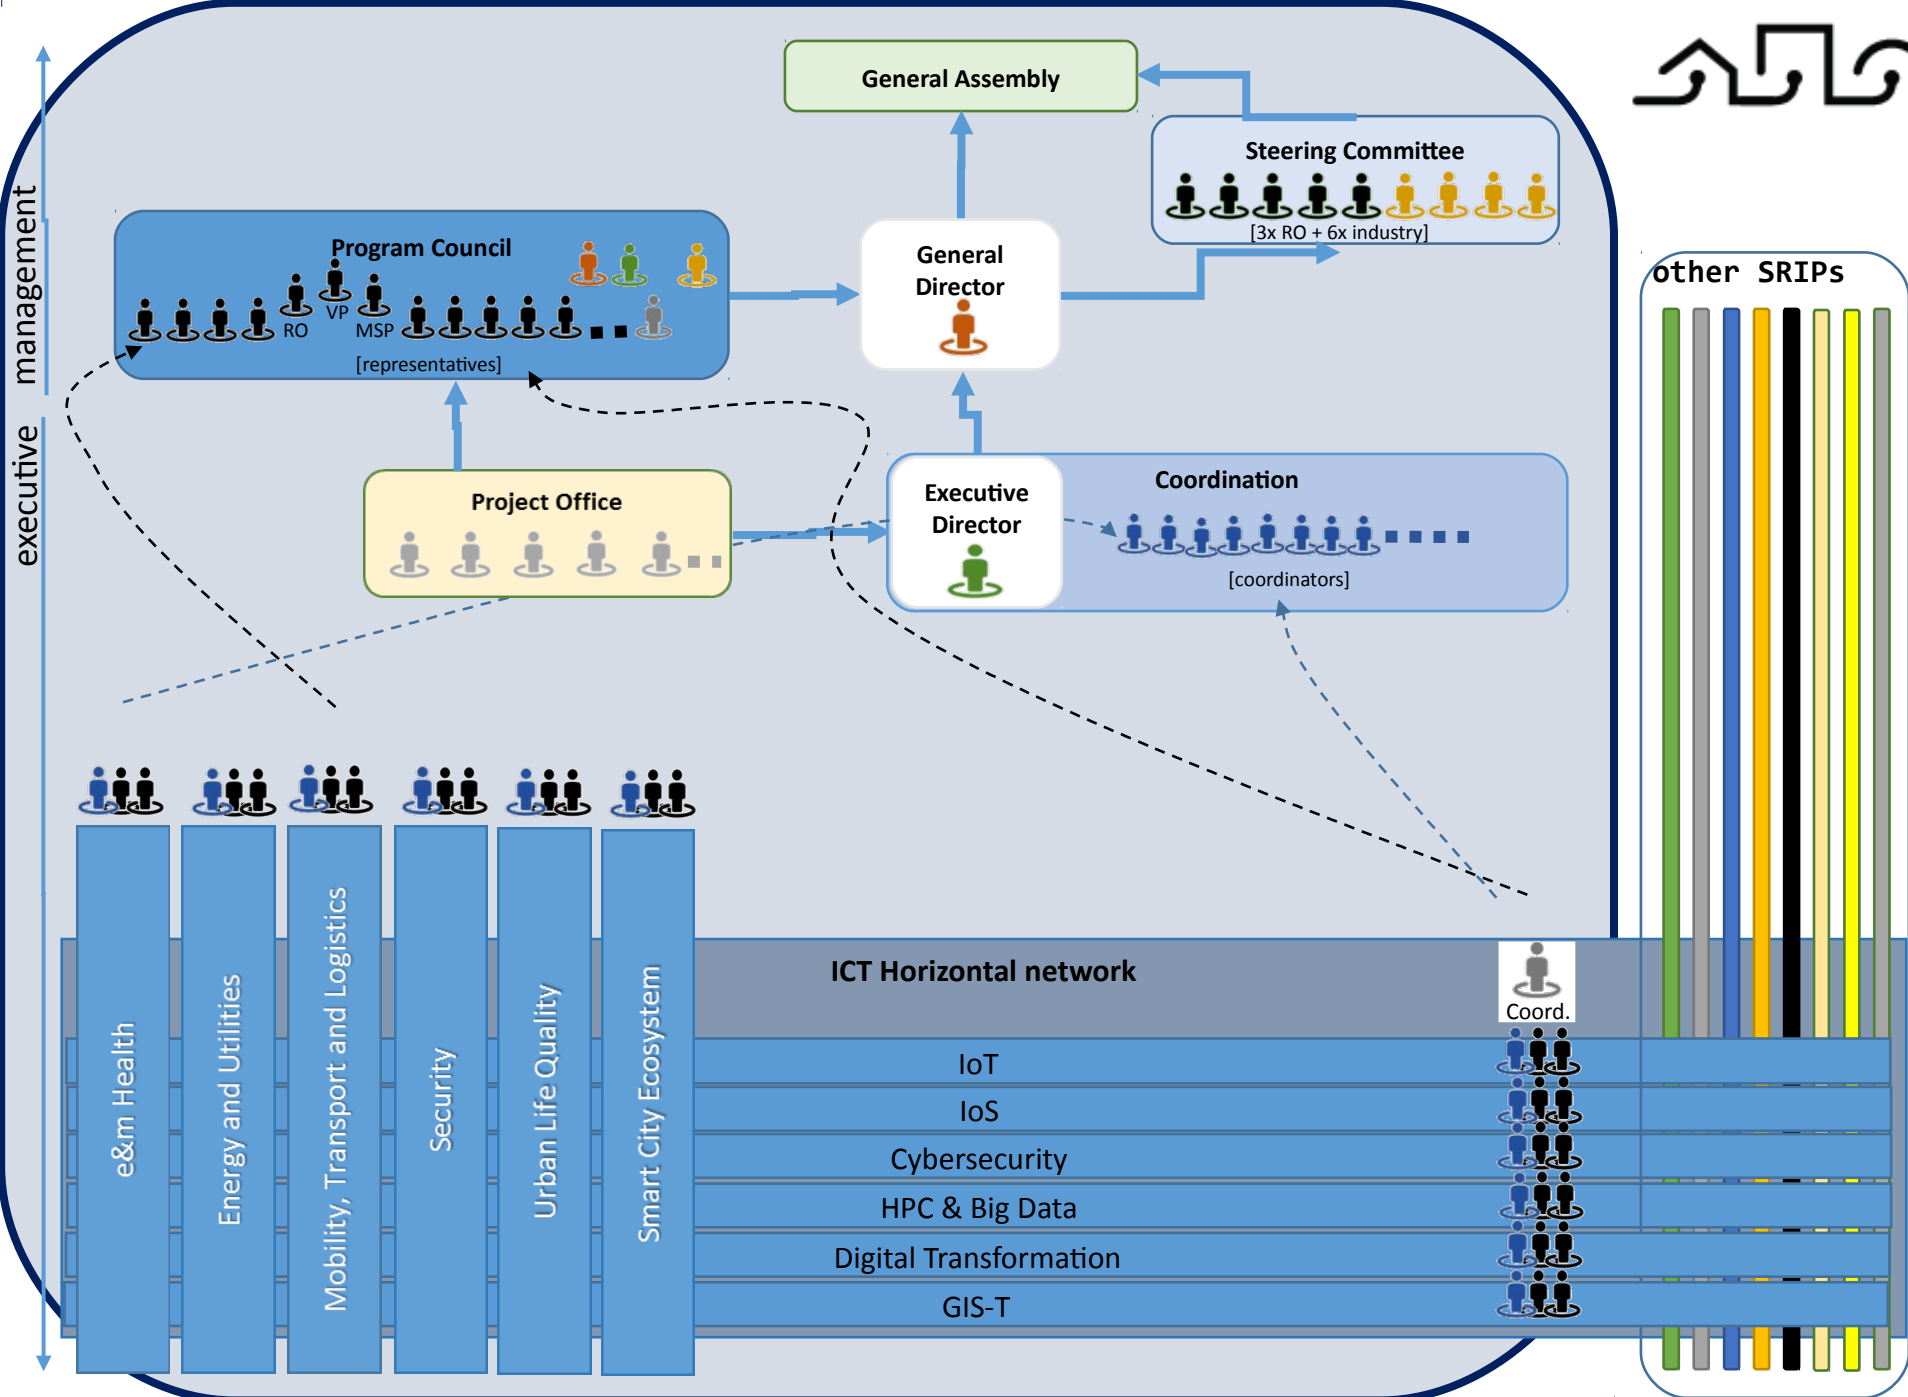 General Assembly
Steering Committee
[3x RO + 6x industry]
management
Program Council
RO
VP
MSP
[representatives]
General
Director
other SRIPs
executive
Project Office
Executive
Director
Coordination
[coordinators]
e&m Health
Energy and Utilities
Mobility, Transport and Logistics
Security
Urban Life Quality
Smart City Ecosystem
ICT Horizontal network
Coord.
IoT
IoS
Cybersecurity
HPC & Big Data
Digital Transformation
GIS-T